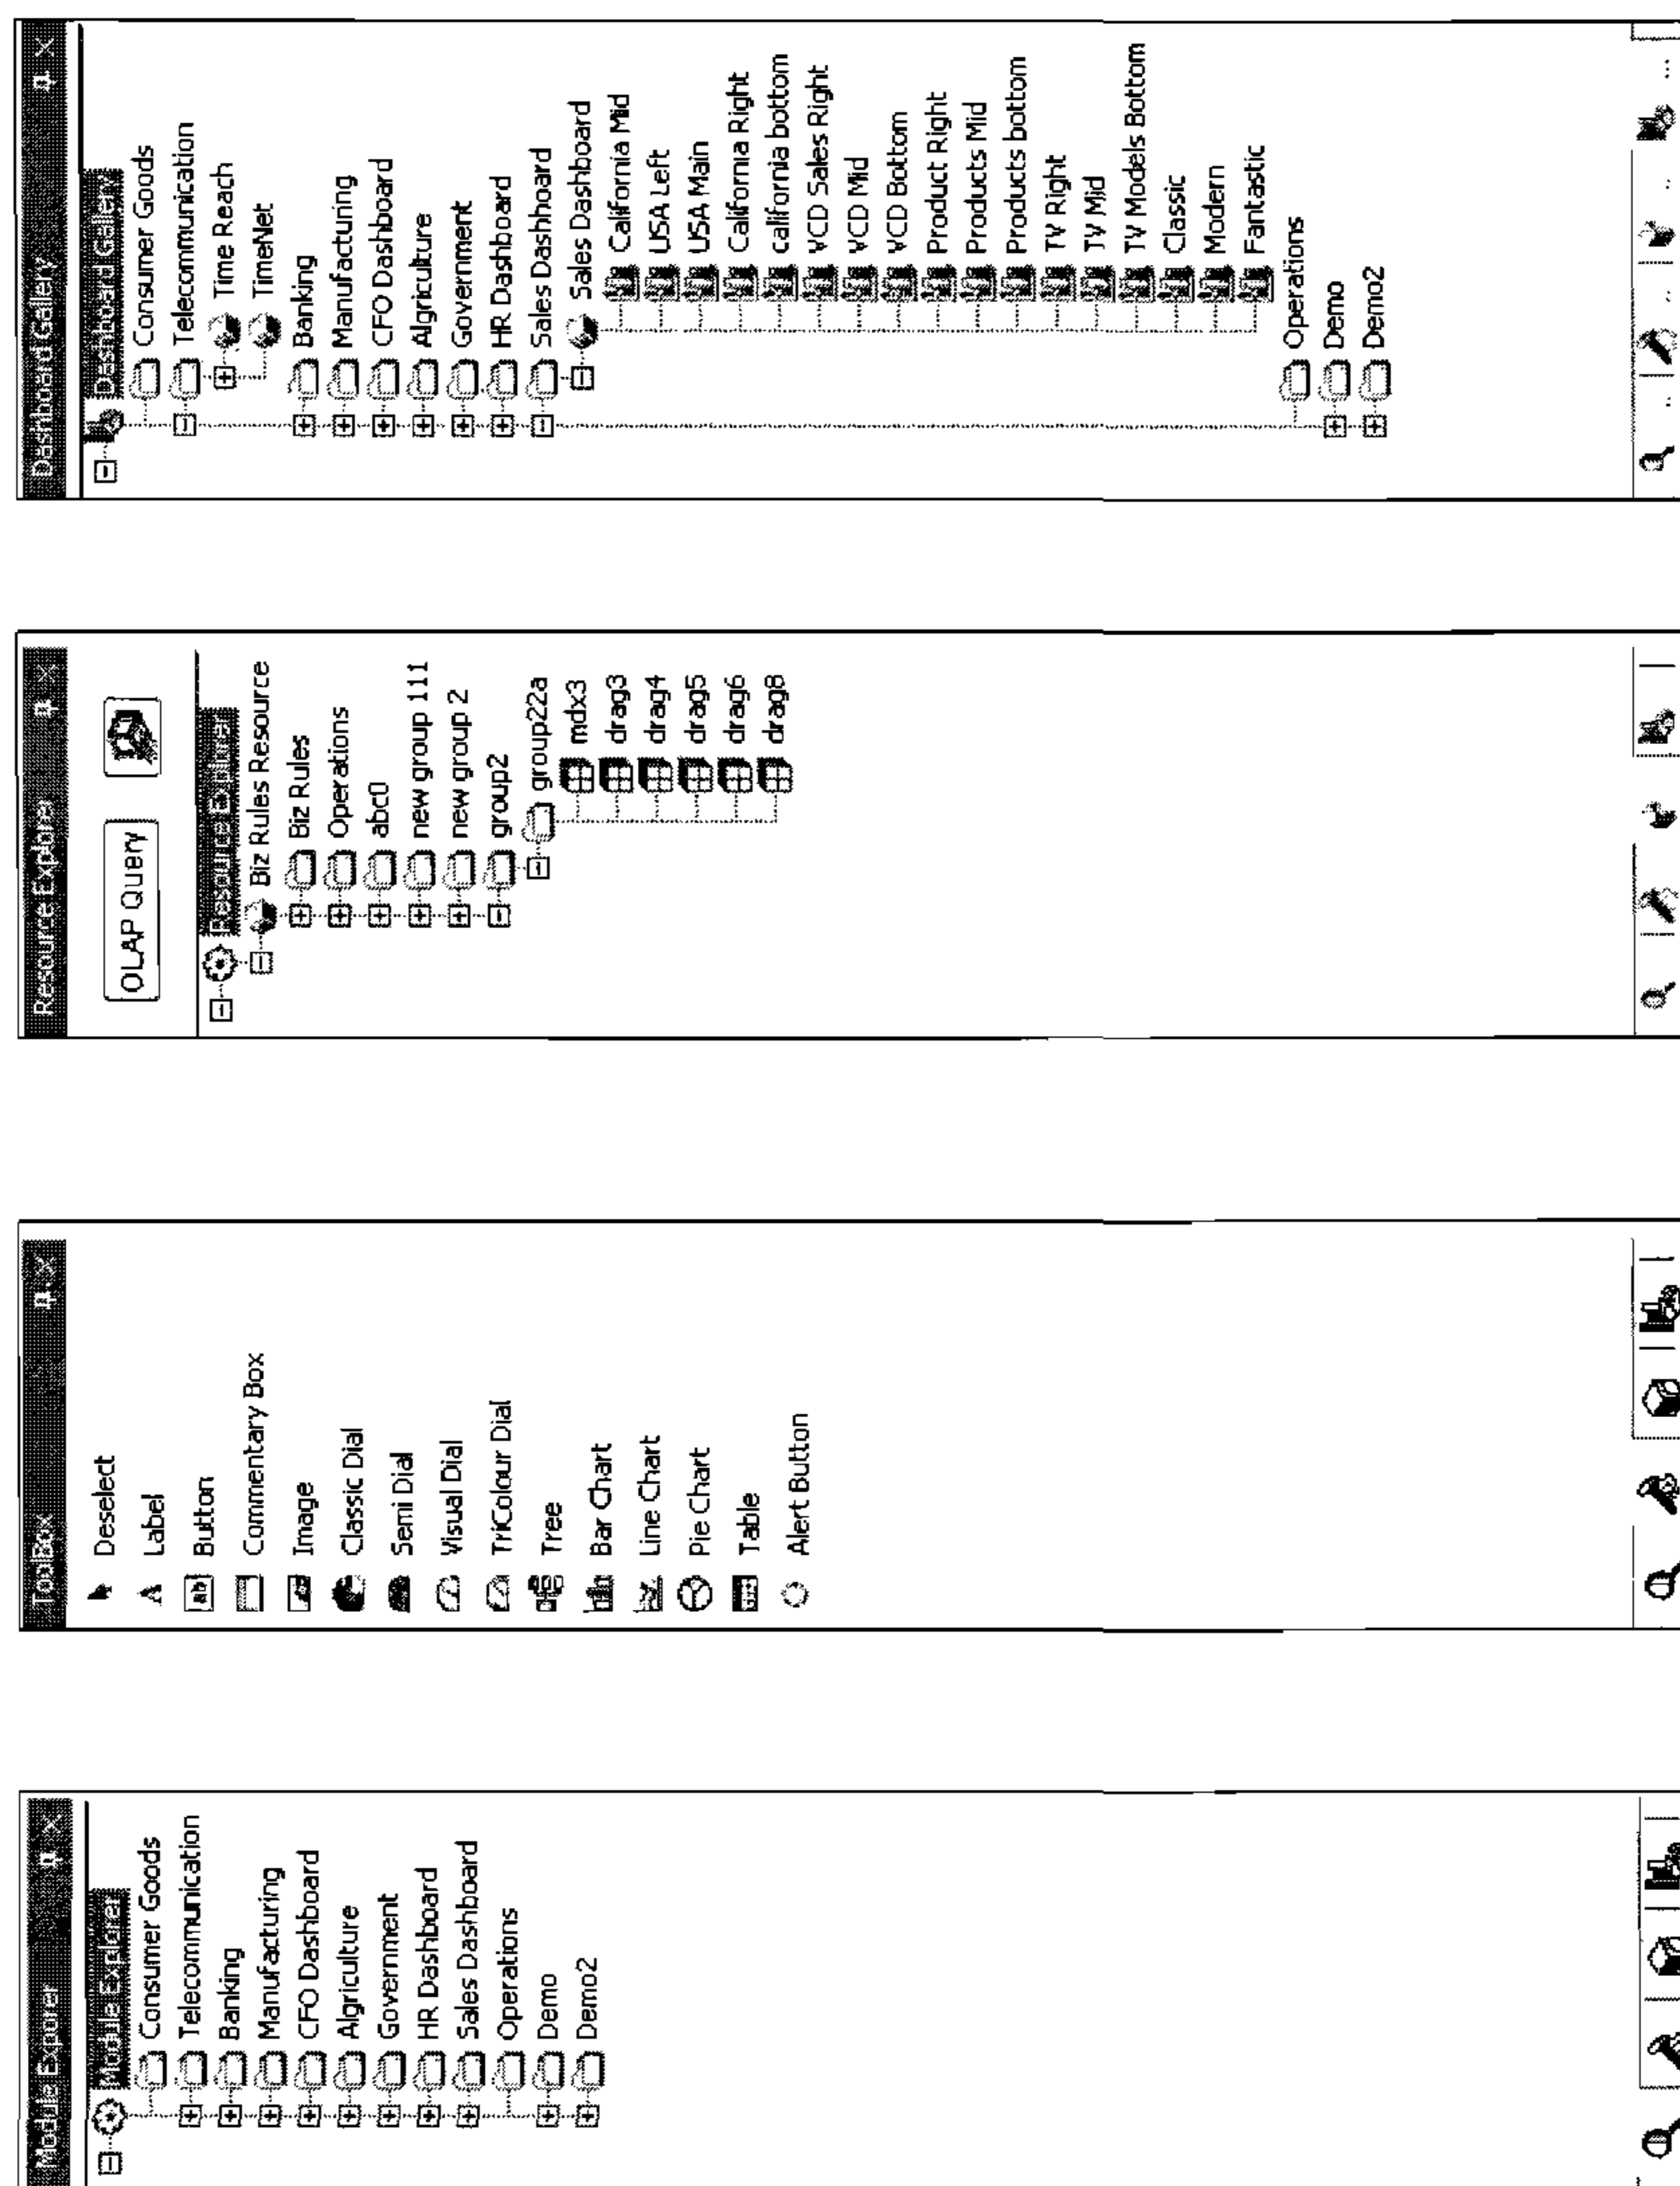 Module Explorer
Module Explorer
Consumer Goods
Telecommunication
Banking
Manufacturing
CFO Dashboard
Algriculture
Government
HR Dashboard
Sales Dashboard
Operations
Demo
Demo2
ToolBox
Deselect
Label
Button
Commentary Box
Image
Classic Dial
Semi Dial
Visual Dial
TriColour Dial
Tree
Bar Chart
Line Chart
Pie Chart
Table
Alert Button
Resource Explorer
OLAP Query
Resource Explorer
Biz Rules Resource
Biz Rules
Operations
abc0
new group 111
new group 2
group2
group22a
mdx3
drag3
drag4
drag5
drag6
drag8
Dashboard Gallery
Dashboard Gallery
Consumer Goods
Telecommunication
Time Reach
TimeNet
Banking
Manufacturing
CFO Dashboard
Algriculture
Government
HR Dashboard
Sales Dashboard
Sales Dashboard
California Mid
USA Left
USA Main
California Right
california bottom
VCD Sales Right
VCD Mid
VCD Bottom
Product Right
Products Mid
Products bottom
TV Right
TV Mid
TV Models Bottom
Classic
Modern
Fantastic
Operations
Demo
Demo2